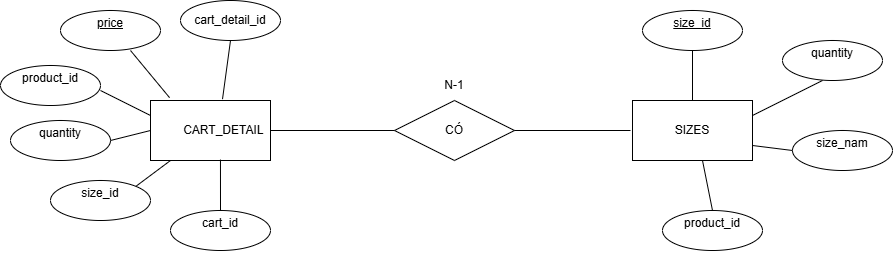 price
cart_detail_id
size_id
quantity
product_id
N-1
quantity
CART_DETAIL
CÓ
SIZES
size_nam
size_id
cart_id
product_id